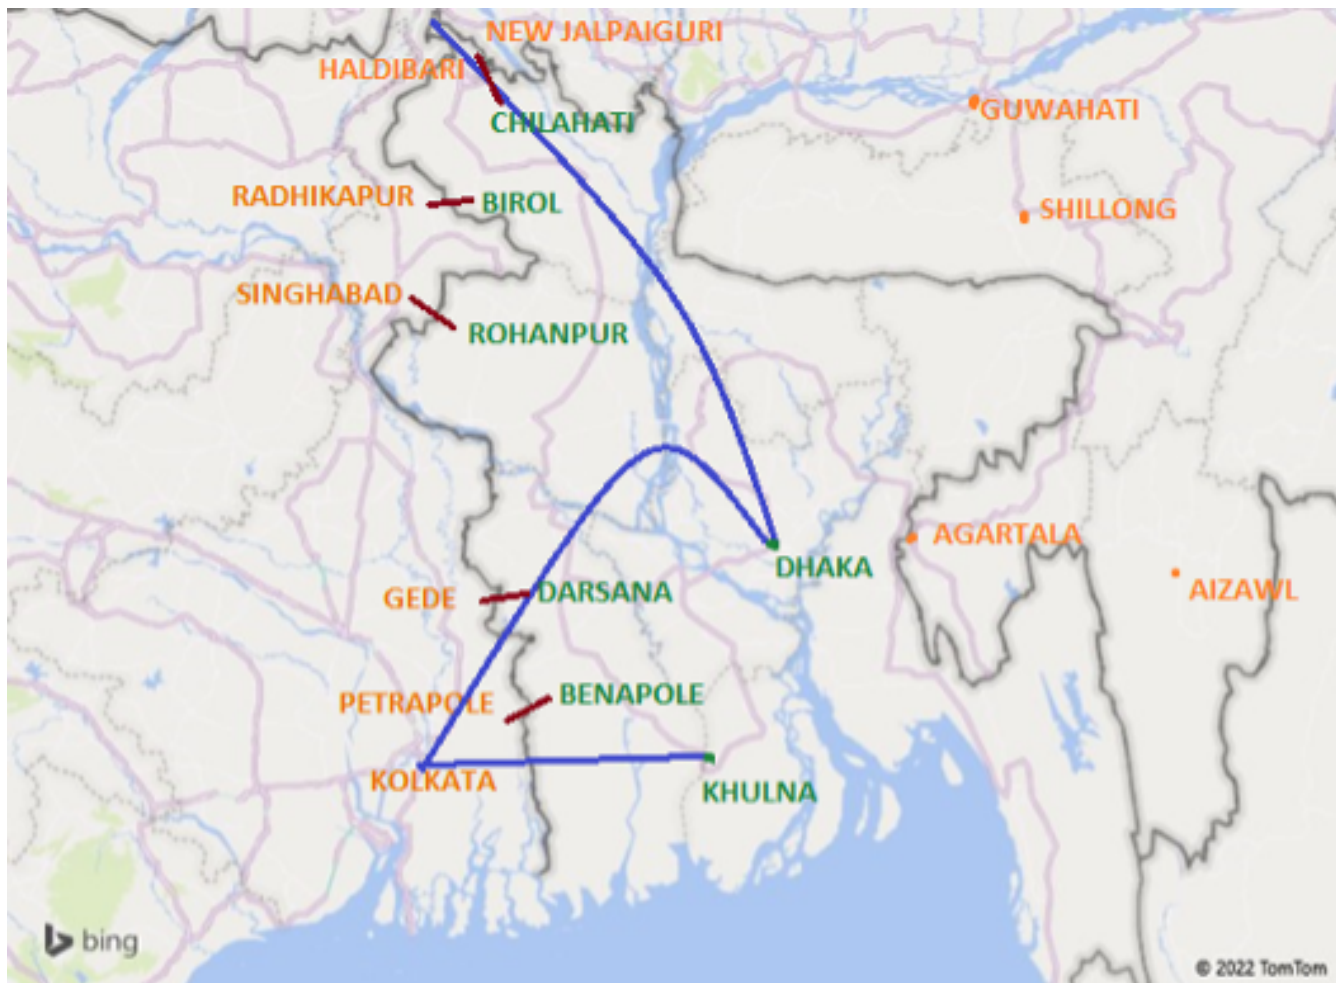 NEW JALPAIGURI
HALDIBARI
CHILAHATI
GUWAHATI
RADHIKAPUR
BIROL
SHILLONG
SINGHABAD
ROHANPUR
AGARTALA
DHAKA
AIZAWL
GEDE
DARSANA
PETRAPOLE
BENAPOLE
KOLKATA
KHULNA
bing
© 2022 TomTom